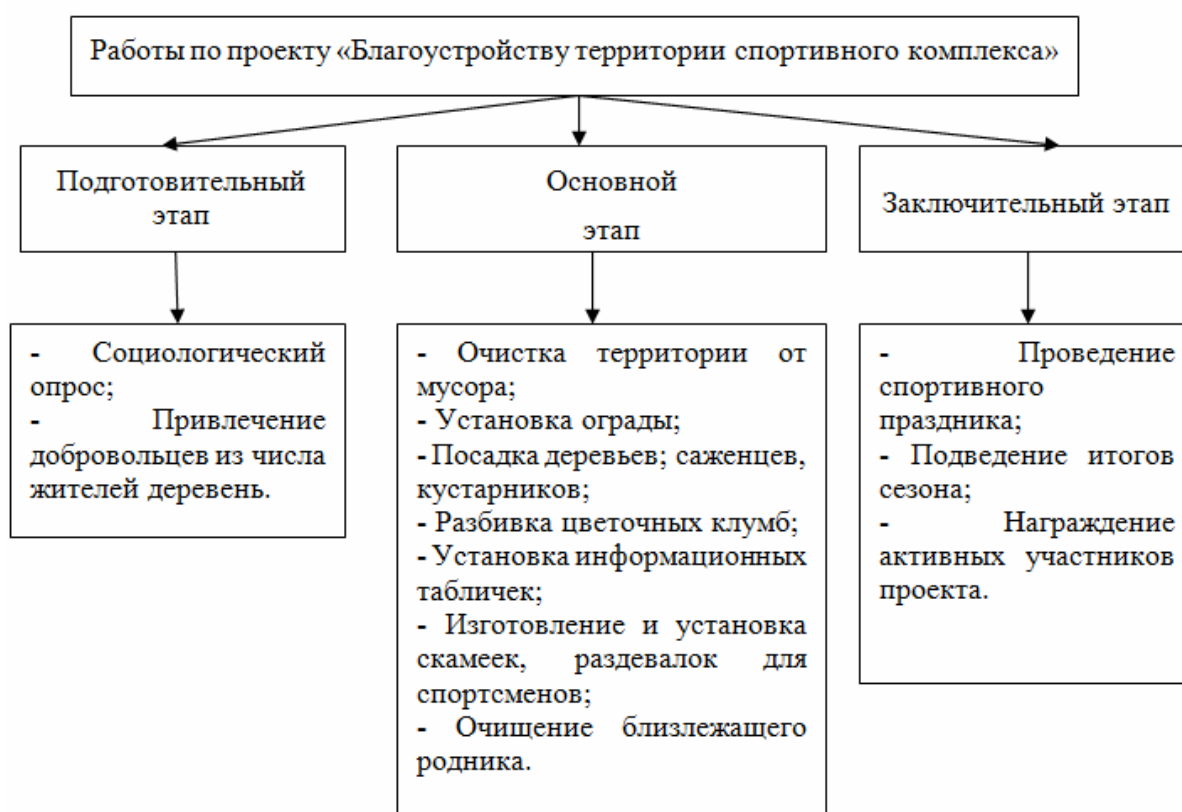 Работы по проекту «Благоустройству территории спортивного комплекса»
Подготовительный
этап
Основной
этап
Заключительный этап
- Социологический
опрос;
- Привлечение
добровольцев из числа
жителей деревень.
- Очистка территории от
мусора;
- Установка ограды;
- Посадка деревьев; саженцев,
кустарников;
- Разбивка цветочных клумб;
- Установка информационных
табличек;
- Изготовление и установка
скамеек, раздевалок для
спортсменов;
- Очищение близлежащего
родника.
- Проведение
спортивного
праздника;
- Подведение итогов
сезона;
- Награждение
активных участников
проекта.